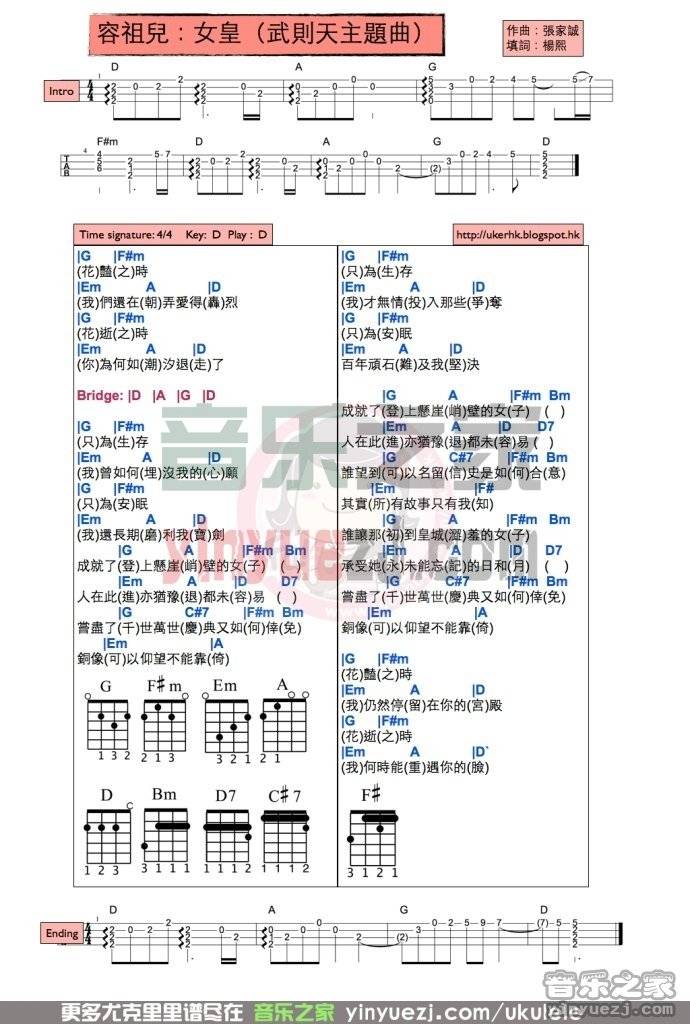 容祖兒：女皇（武則天主題曲）
作曲：張家誠
填詞：楊熙
Intro
D A G
F#m D A G D
Time signature: 4/4 Key: D Play : D
http://ukerhk.blogspot.hk
|G |F#m
(花)豔(之)時
|Em A |D
(我)們還在(朝)弄愛得(轟)烈
|G |F#m
(花)逝(之)時
|Em A |D
(你)為何如(潮)汐退(走)了
Bridge: |D |A |G |D
|G |F#m
(只)為(生)存
|Em A |D
(我)曾如何(埋)沒我的(心)願
|G |F#m
(只)為(安)眠
|Em A |D
(我)還長期(磨)利我(寶)劍
|G A |F#m Bm
成就了(登)上懸崖(峭)壁的女(子) ( )
|Em A |D D7
人在此(進)亦猶豫(退)都未(容)易 ( )
|G C#7 |F#m Bm
嘗盡了(千)世萬世(慶)典又如(何)倖(免)
|Em |A
銅像(可)以仰望不能靠(倚)
|G |F#m
(只)為(生)存
|Em A |D
(我)才無情(投)入那些(爭)奪
|G |F#m
(只)為(安)眠
|Em A |D
百年頑石(難)及我(堅)決
|G A |F#m Bm
成就了(登)上懸崖(峭)壁的女(子) ( )
|Em A |D D7
人在此(進)亦猶豫(退)都未(容)易 ( )
|G C#7 |F#m Bm
誰望到(可)以名留(信)史是如(何)合(意)
|Em |F#
其實(所)有故事只有我(知)
|G A |F#m Bm
誰讓那(初)到皇城(澀)羞的女(子)
|Em A |D D7
承受她(永)未能忘(記)的日和(月) ( )
|G C#7 |F#m Bm
嘗盡了(千)世萬世(慶)典又如(何)倖(免)
|Em |A
銅像(可)以仰望不能靠(倚)
|G |F#m
(花)豔(之)時
|Em A |D
(我)仍然停(留)在你的(宮)殿
|G |F#m
(花)逝(之)時
|Em A |D`
(我)何時能(重)遇你的(臉)
G F#m Em A
1 3 2 2 1 3 3 2 1 2 1
D Bm D7 C#7 F#
1 2 3 3 1 1 1 1 1 1 2 1 1 1 2 3 1 2 1
Ending
D A G D
音乐之家
yinyuezj.com
更多尤克里里谱尽在 音乐之家 yinyuezj.com/ukulele
音乐之家
yinyuezj.com